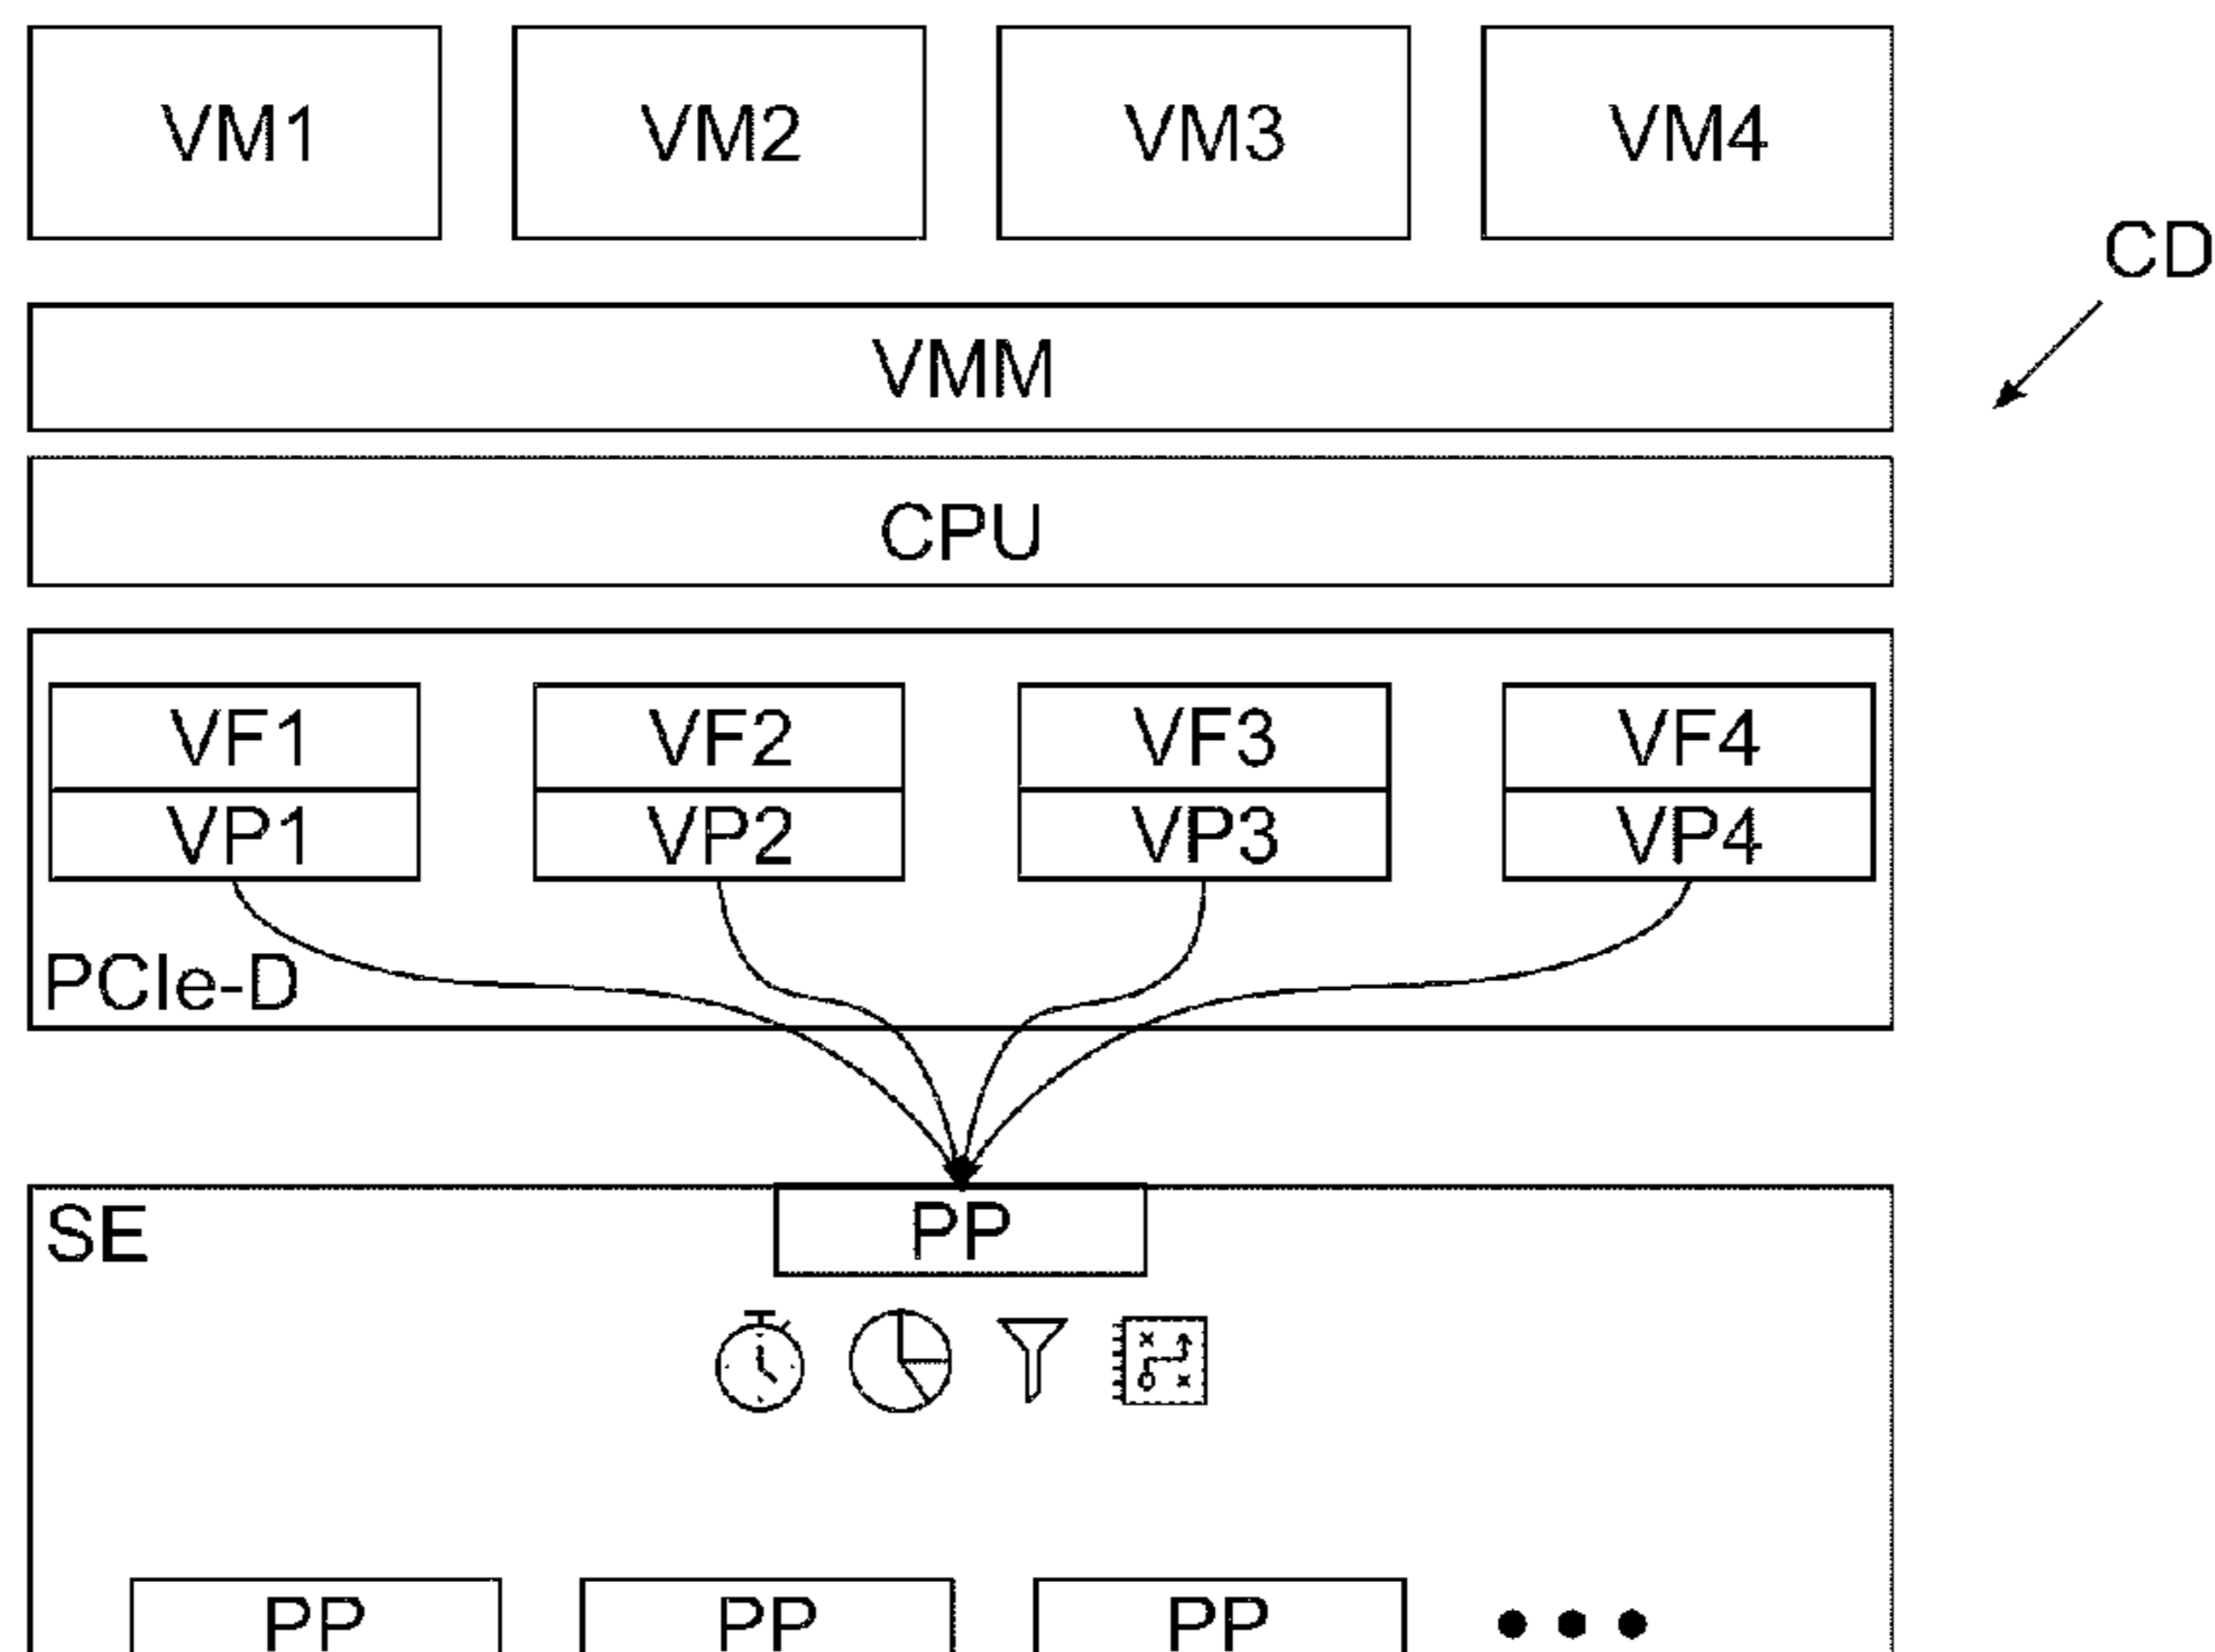 VM1 VM2 VM3 VM4
CD
VMM
CPU
VF1 VF2 VF3 VF4
VP1 VP2 VP3 VP4
PCIe-D
SE PP
PP PP PP